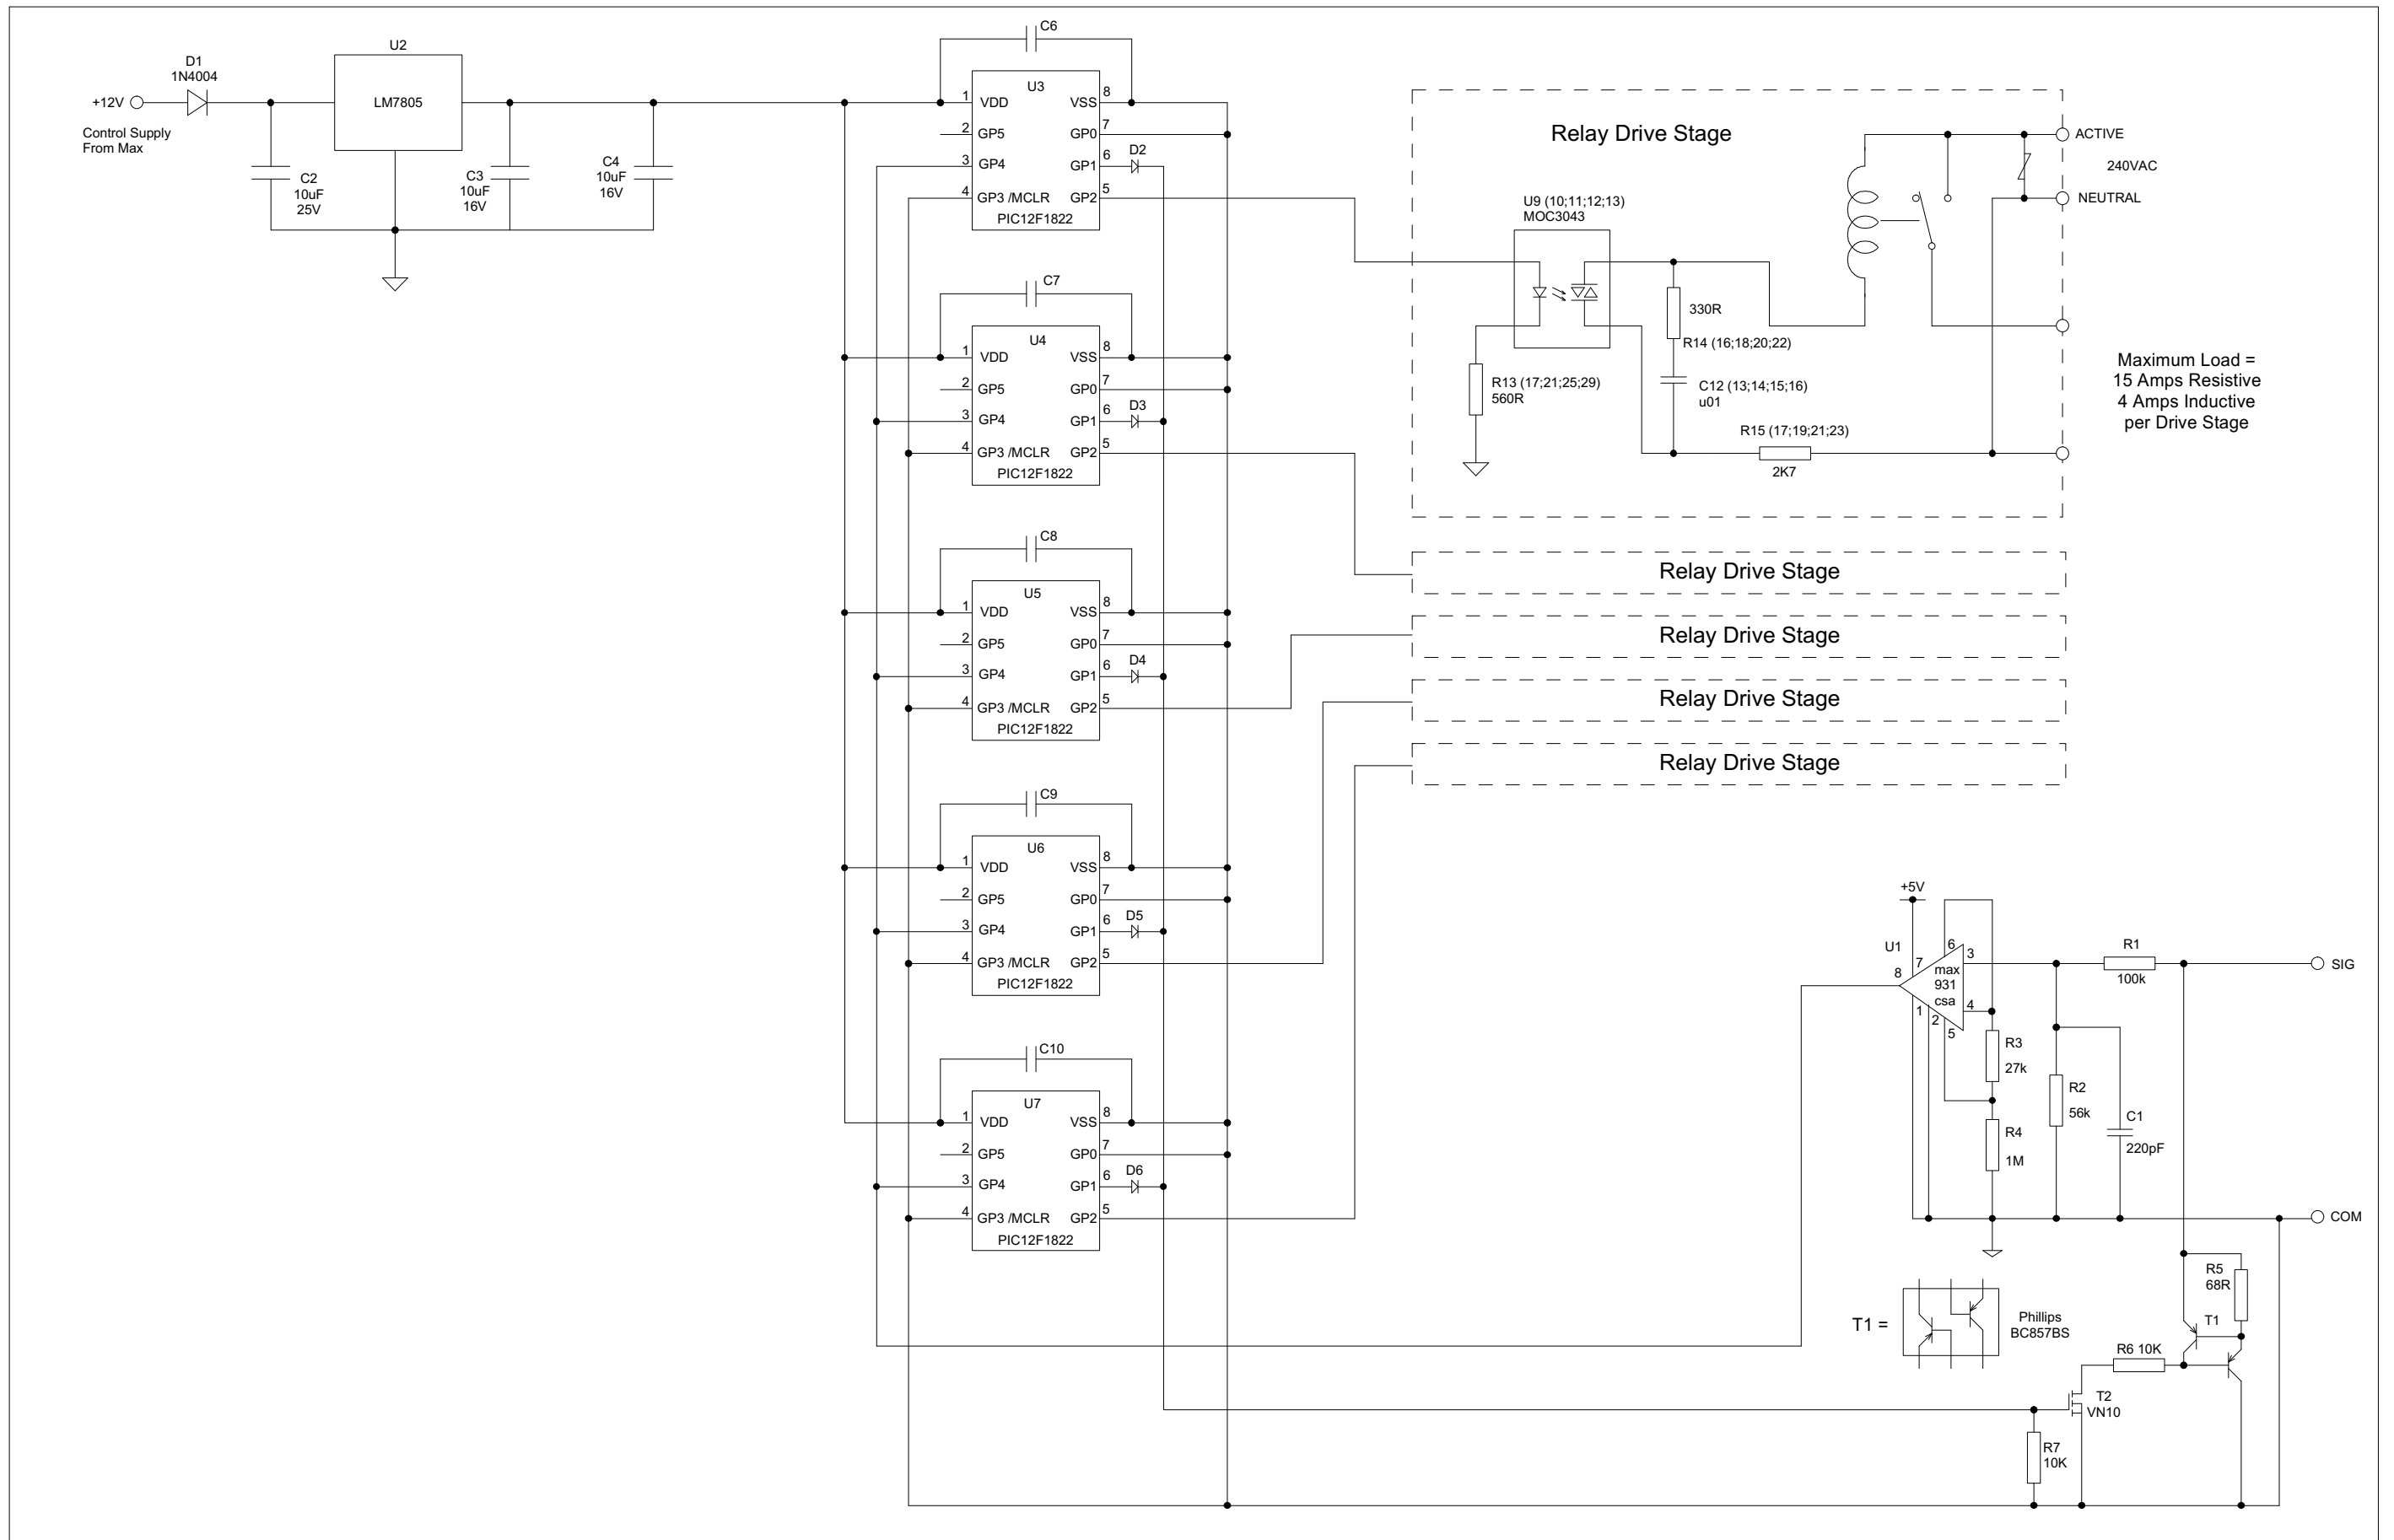 D1
1N4004
+12V
Control Supply
From Max
U2
LM7805
C2
10uF
25V
C3
10uF
16V
C4
10uF
16V
C6
U3
1 VDD
VSS 8
2 GP5
GP0 7
3 GP4
GP1 6
D2
4 GP3 /MCLR
GP2 5
PIC12F1822
C7
U4
1 VDD
VSS 8
2 GP5
GP0 7
3 GP4
GP1 6
D3
4 GP3 /MCLR
GP2 5
PIC12F1822
C8
U5
1 VDD
VSS 8
2 GP5
GP0 7
3 GP4
GP1 6
D4
4 GP3 /MCLR
GP2 5
PIC12F1822
C9
U6
1 VDD
VSS 8
2 GP5
GP0 7
3 GP4
GP1 6
D5
4 GP3 /MCLR
GP2 5
PIC12F1822
C10
U7
1 VDD
VSS 8
2 GP5
GP0 7
3 GP4
GP1 6
D6
4 GP3 /MCLR
GP2 5
PIC12F1822
Relay Drive Stage
ACTIVE
240VAC
NEUTRAL
U9 (10;11;12;13)
MOC3043
330R
R14 (16;18;20;22)
R13 (17;21;25;29)
560R
C12 (13;14;15;16)
u01
R15 (17;19;21;23)
2K7
Maximum Load =
15 Amps Resistive
4 Amps Inductive
per Drive Stage
Relay Drive Stage
Relay Drive Stage
Relay Drive Stage
Relay Drive Stage
+5V
U1
8
7
6
3
max
931
csa
4
1
2
5
R1
100k
SIG
R3
27k
R2
56k
C1
220pF
R4
1M
COM
R5
68R
T1
T1 =
Phillips
BC857BS
R6 10K
T2
VN10
R7
10K